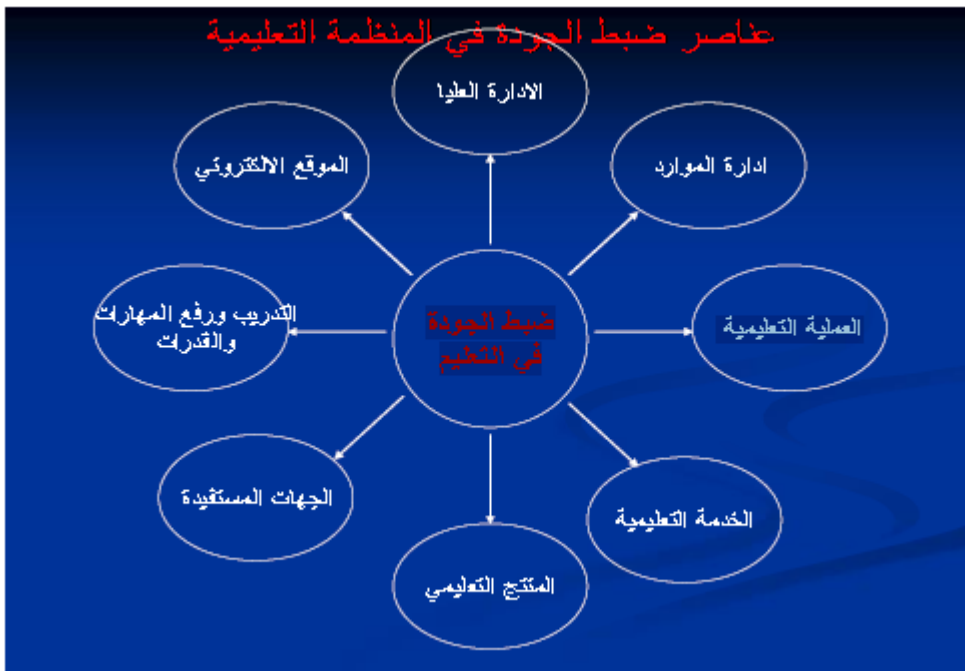 عناصر ضبط الجودة في المنظمة التعليمية
الادارة العليا
ادارة الموارد
الموقع الالكتروني
العملية التعليمية
ضبط الجودة
في التعليم
التدريب ورفع المهارات
والقدرات
الخدمة التعليمية
الجهات المستفيدة
المنتج التعليمي